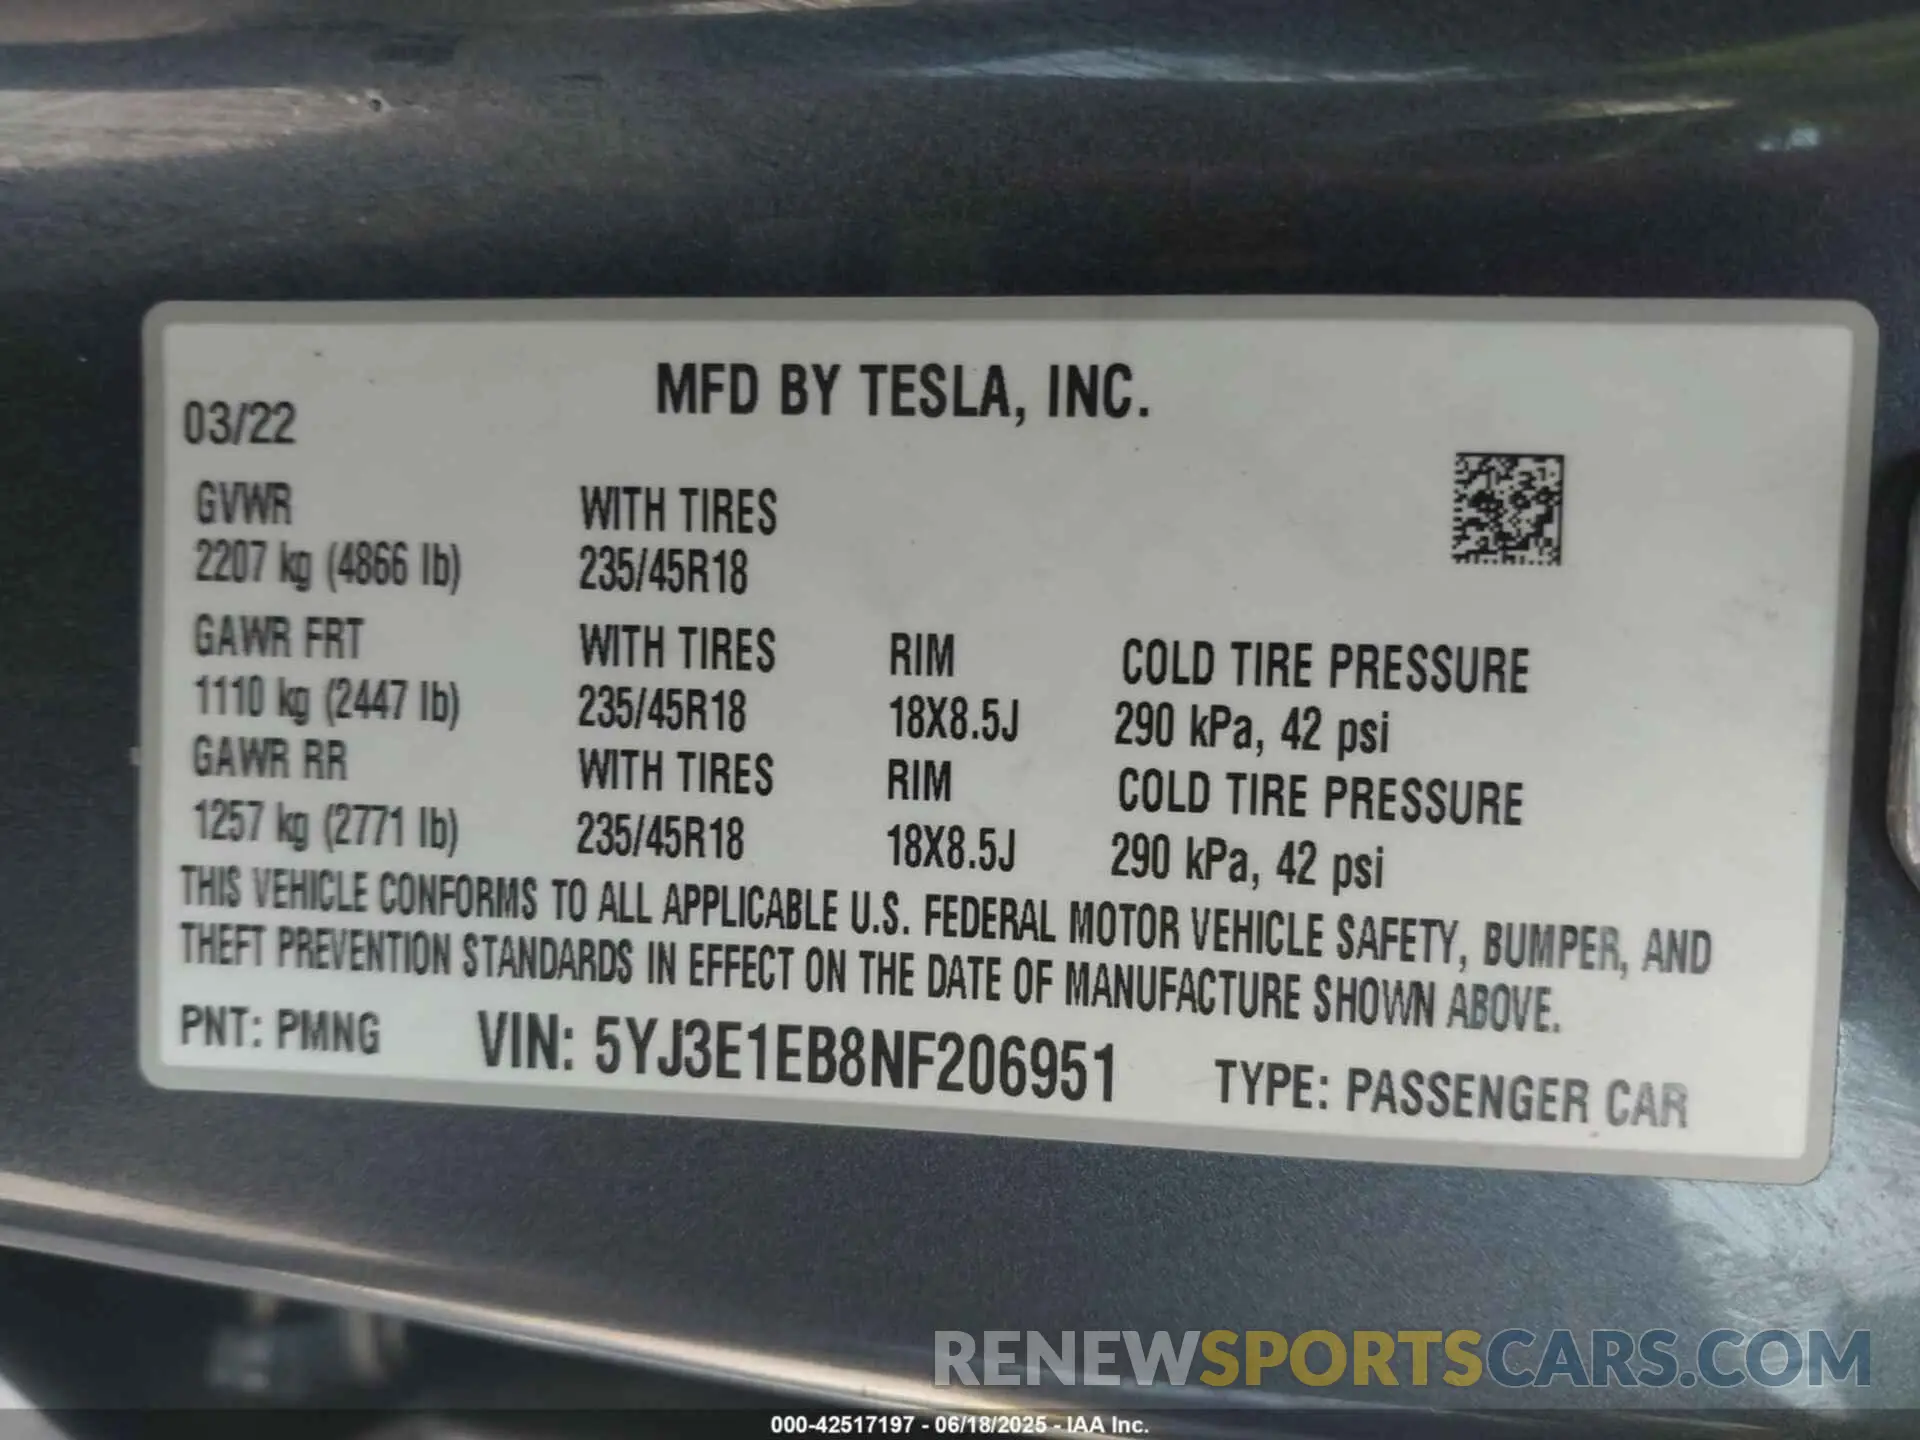 MFD BY TESLA, INC.
03/22
GVWR WITH TIRES
2207 kg (4866 lb) 235/45R18
GAWR FRT WITH TIRES RIM COLD TIRE PRESSURE
1110 kg (2447 lb) 235/45R18 18X8.5J 290 kPa, 42 psi
GAWR RR WITH TIRES RIM COLD TIRE PRESSURE
1257 kg (2771 lb) 235/45R18 18X8.5J 290 kPa, 42 psi
THIS VEHICLE CONFORMS TO ALL APPLICABLE U.S. FEDERAL MOTOR VEHICLE SAFETY, BUMPER, AND
THEFT PREVENTION STANDARDS IN EFFECT ON THE DATE OF MANUFACTURE SHOWN ABOVE.
PNT: PMNG VIN: 5YJ3E1EB8NF206951 TYPE: PASSENGER CAR
RENEWSPORTSCARS.COM
000-42517197 - 06/18/2025 - IAA Inc.